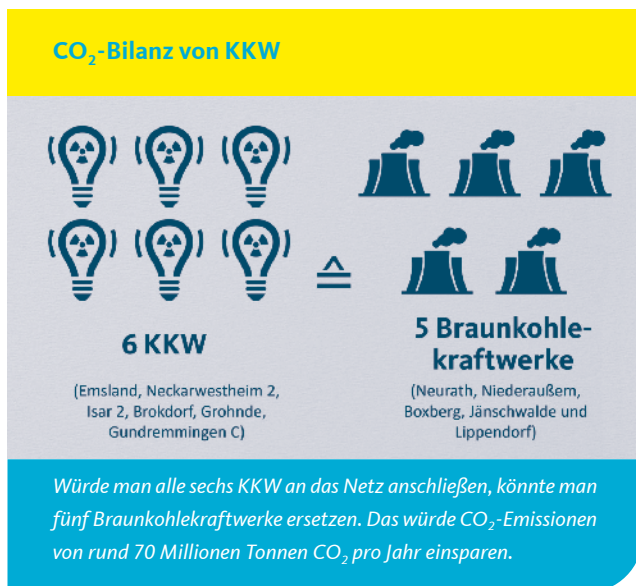 CO₂-Bilanz von KKW
6 KKW
(Emsland, Neckarwestheim 2,
Isar 2, Brokdorf, Grohnde,
Gundremmingen C)
≙
5 Braunkohle-
kraftwerke
(Neurath, Niederaußem,
Boxberg, Jänschwalde und
Lippendorf)
Würde man alle sechs KKW an das Netz anschließen, könnte man
fünf Braunkohlekraftwerke ersetzen. Das würde CO₂-Emissionen
von rund 70 Millionen Tonnen CO₂ pro Jahr einsparen.